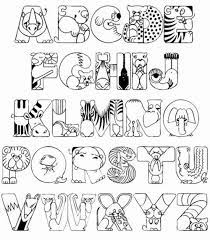 A B C D E
F G H I J
K L M N O
P Q R S T U
V W X Y Z